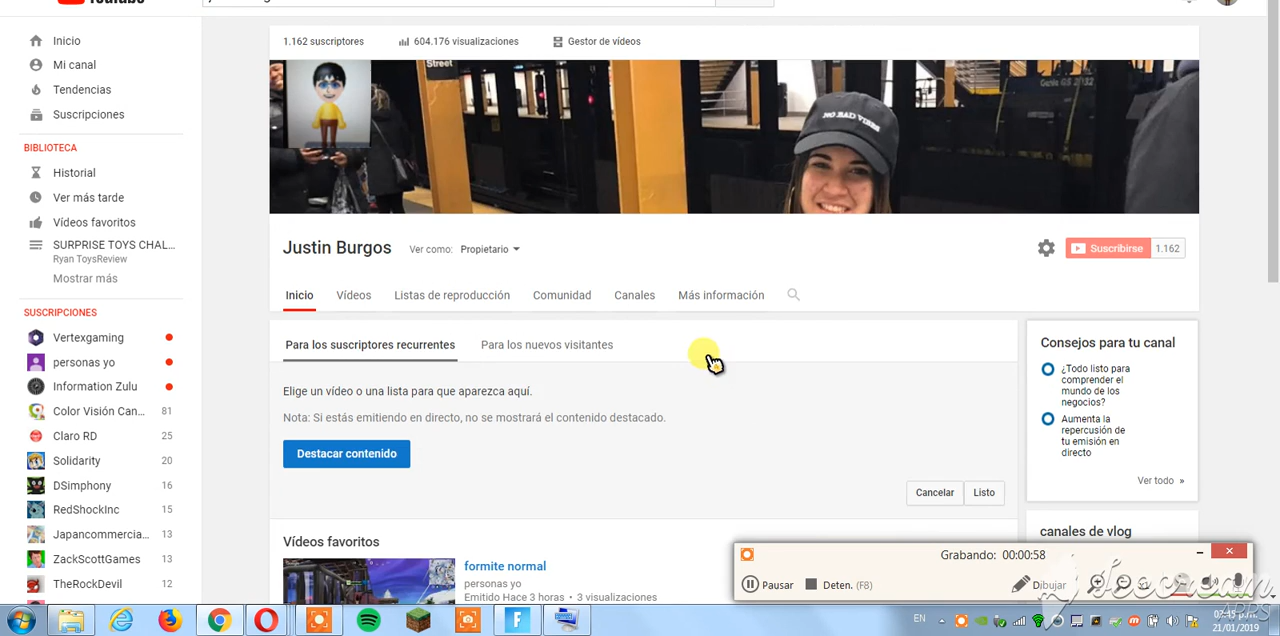 1.162 suscriptores 604.176 visualizaciones Gestor de vídeos
Street
NO BAD VIBES
Justin Burgos Ver como: Propietario
Suscribirse 1.162
Inicio Vídeos Listas de reproducción Comunidad Canales Más información
Inicio
Mi canal
Tendencias
Suscripciones
BIBLIOTECA
Historial
Ver más tarde
Vídeos favoritos
SURPRISE TOYS CHAL...
Ryan ToysReview
Mostrar más
SUSCRIPCIONES
Vertexgaming
personas yo
Information Zulu
Color Visión Can... 81
Claro RD 25
Solidarity 20
DSimphony 16
RedShockInc 15
Japancommercia... 13
ZackScottGames 13
TheRockDevil 12
Para los suscriptores recurrentes Para los nuevos visitantes
Elige un vídeo o una lista para que aparezca aquí.
Nota: Si estás emitiendo en directo, no se mostrará el contenido destacado.
Destacar contenido
Cancelar Listo
Vídeos favoritos
formite normal
personas yo
Emitido Hace 3 horas • 3 visualizaciones
Consejos para tu canal
¿Todo listo para
comprender el
mundo de los
negocios?
Aumenta la
repercusión de
tu emisión en
directo
Ver todo »
canales de vlog
Grabando: 00:00:58
Pausar Deten. (F8) Dibujar
Icecream
APPS
EN
02:45 p.m.
21/01/2019